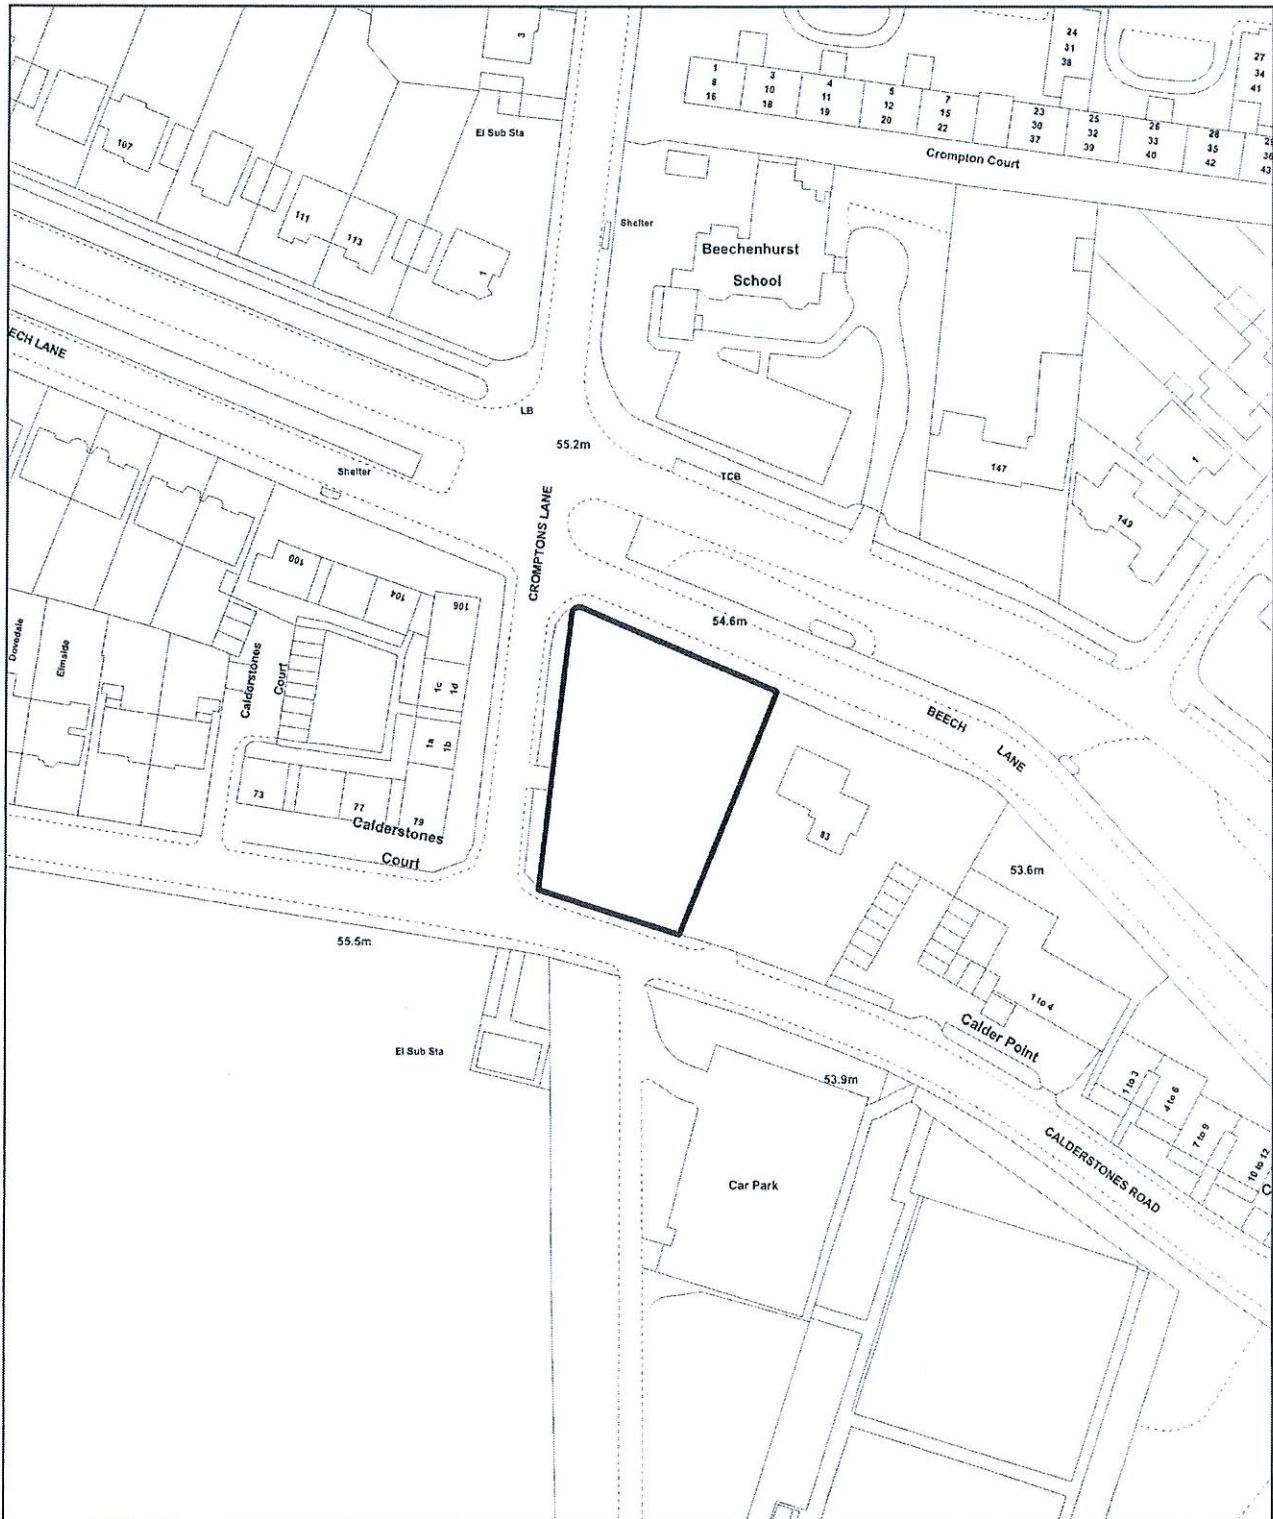 3
El Sub Sta
107
111
113
1
Shelter
Beechenhurst
School
1
8
16
3
10
18
4
11
19
5
12
20
7
15
22
23
30
37
25
32
39
26
33
40
28
35
42
29
36
43
24
31
38
27
34
41
Crompton Court
ECH LANE
LB
55.2m
Shelter
TCB
147
149
1
CROMPTONS LANE
100
104
106
54.6m
Dovedale
Elmside
Calderstones
Court
1c
1d
1a
1b
BEECH LANE
73
77
79
Calderstones
Court
83
53.6m
55.5m
1 to 4
Calder Point
El Sub Sta
53.9m
1 to 3
4 to 6
7 to 9
10 to 12
C
CALDERSTONES ROAD
Car Park